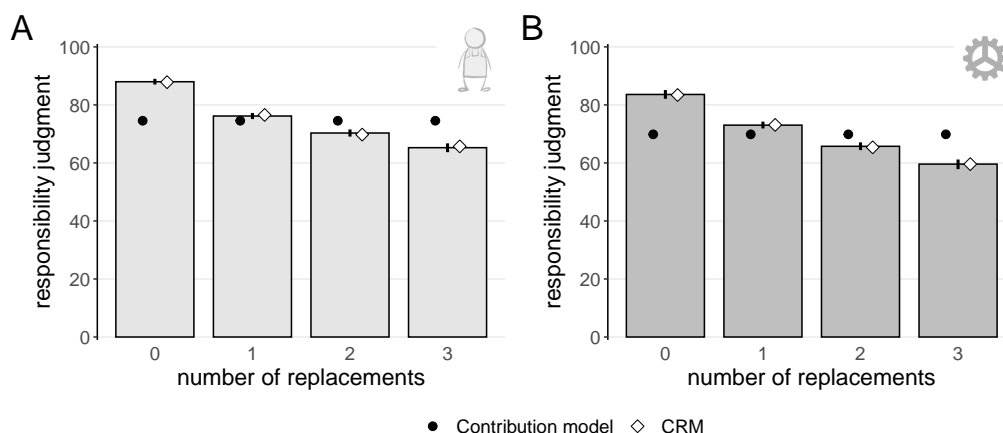 A
responsibility judgment
100
80
60
40
20
0
0 1 2 3
number of replacements
B
responsibility judgment
100
80
60
40
20
0
0 1 2 3
number of replacements
Contribution model CRM